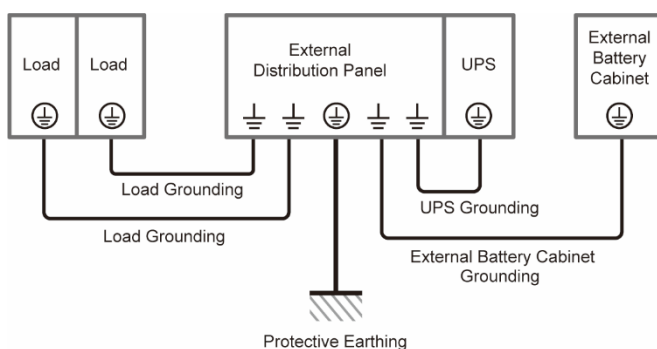 Load
Load
External
Distribution Panel
UPS
External
Battery
Cabinet
Load Grounding
UPS Grounding
Load Grounding
External Battery Cabinet
Grounding
Protective Earthing